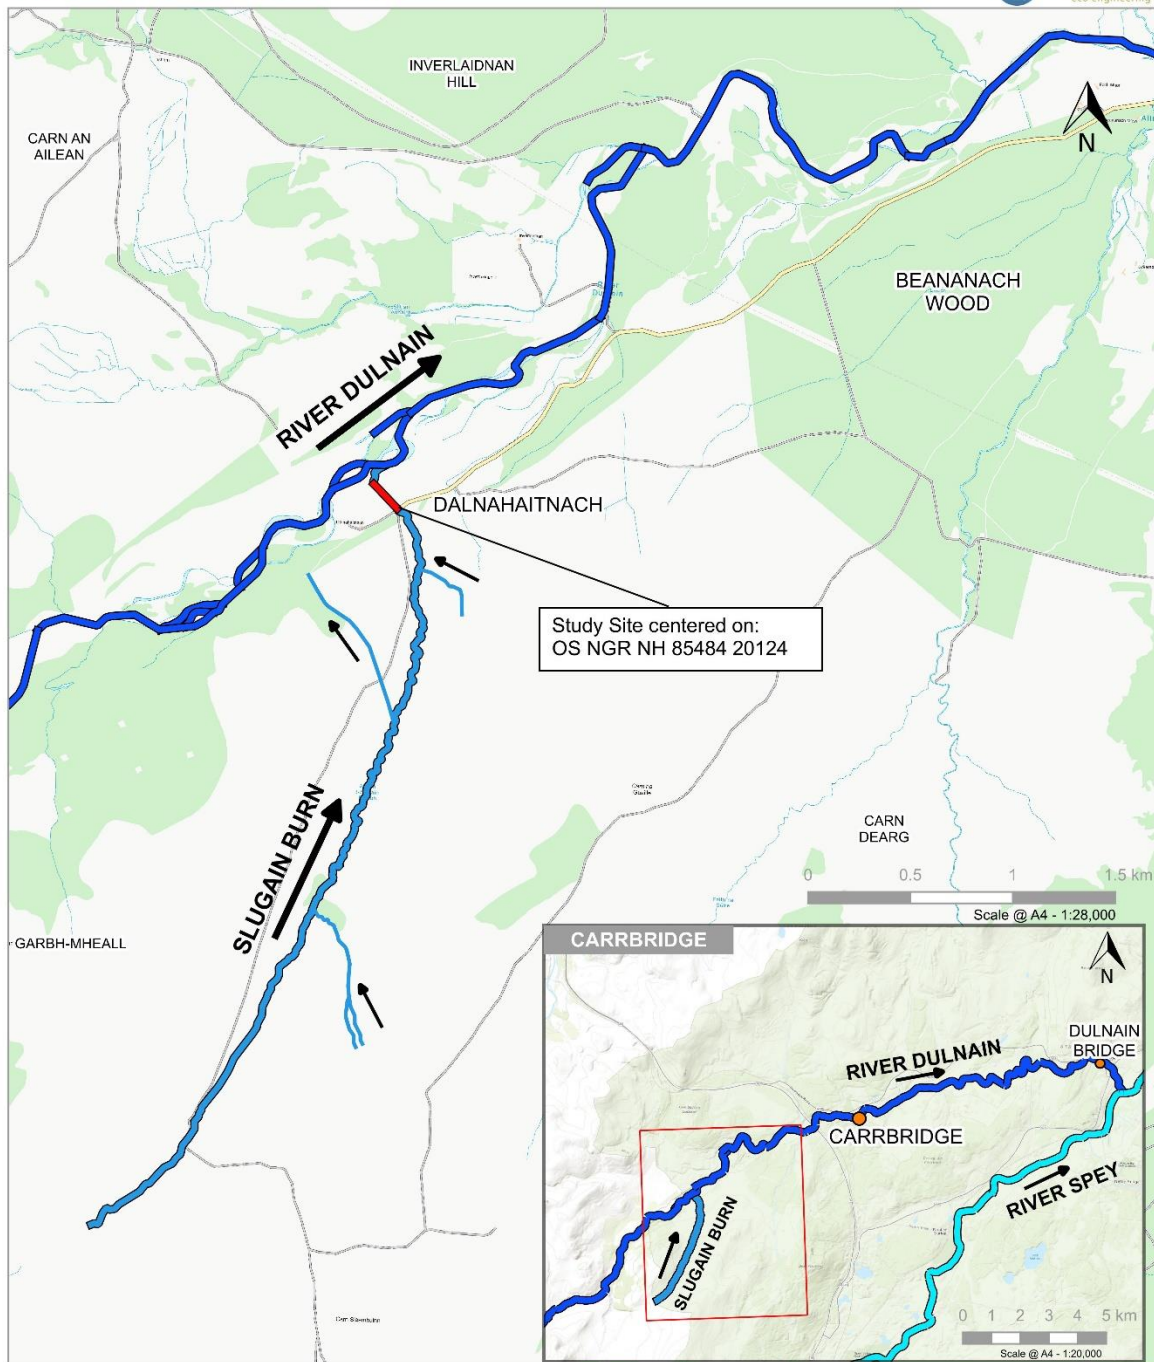 INVERLAIDNAN
HILL
CARN AN
AILEAN
N
BEANANACH
WOOD
RIVER DULNAIN
DALNAHAITNACH
Study Site centered on:
OS NGR NH 85484 20124
CARN
DEARG
SLUGAIN BURN
GARBH-MHEALL
0 0.5 1 1.5 km
Scale @ A4 - 1:28,000
CARRBRIDGE
N
DULNAIN
BRIDGE
RIVER DULNAIN
CARRBRIDGE
RIVER SPEY
SLUGAIN BURN
0 1 2 3 4 5 km
Scale @ A4 - 1:20,000